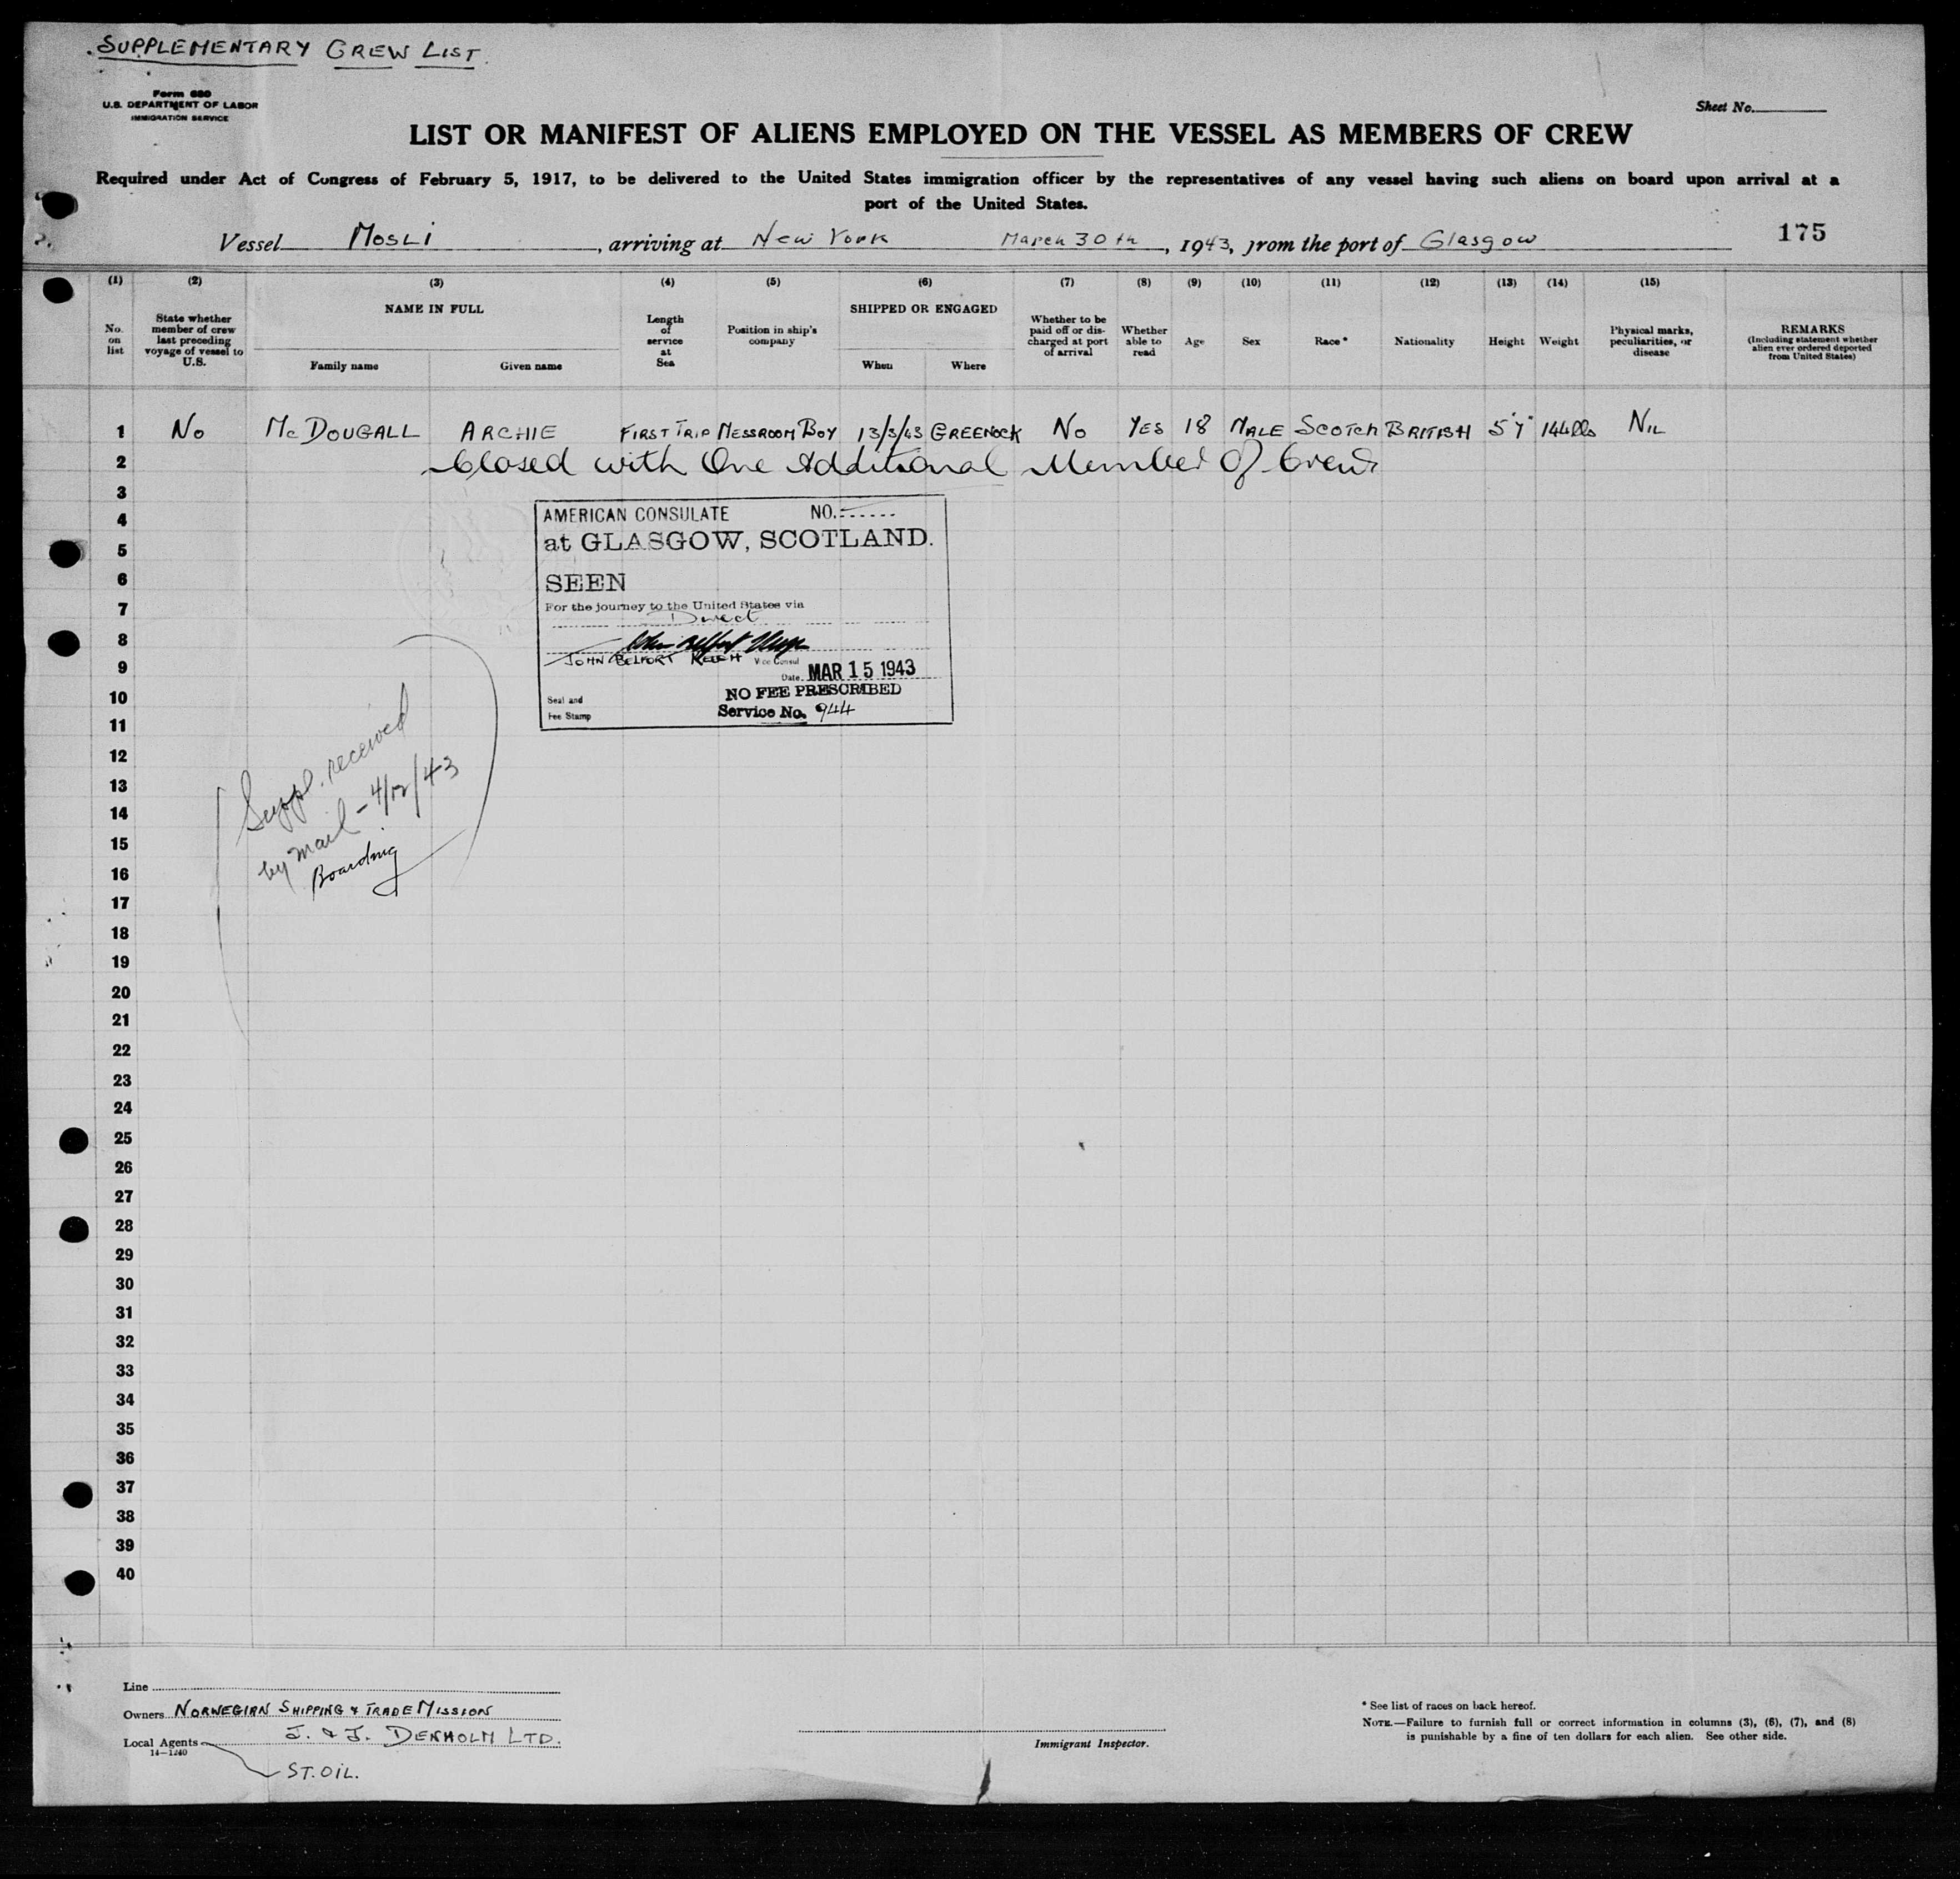 SUPPLEMENTARY CREW LIST.
Form 680
U.S. DEPARTMENT OF LABOR
IMMIGRATION SERVICE
Sheet No.
LIST OR MANIFEST OF ALIENS EMPLOYED ON THE VESSEL AS MEMBERS OF CREW
Required under Act of Congress of February 5, 1917, to be delivered to the United States immigration officer by the representatives of any vessel having such aliens on board upon arrival at a
port of the United States.
Vessel MOSLI, arriving at New York March 30th, 1943, from the port of Glasgow 175
(1) (2) (3) (4) (5) (6) (7) (8) (9) (10) (11) (12) (13) (14) (15)
No. on list
State whether member of crew last preceding voyage of vessel to U.S.
NAME IN FULL
Family name
Given name
Length of service at Sea
Position in ship's company
SHIPPED OR ENGAGED
When
Where
Whether to be paid off or discharged at port of arrival
Whether able to read
Age
Sex
Race *
Nationality
Height
Weight
Physical marks, peculiarities, or disease
REMARKS
(Including statement whether alien ever ordered deported from United States)
1 No McDOUGALL ARCHIE FIRST TRIP MESSROOM BOY 13/3/43 GREENOCK No YES 18 MALE SCOTCH BRITISH 144lbs NIL
2 Closed with One Additional Member Of Crew
3
4
5
6
7
8
9
10
11
12
13
14
15
16
17
18
19
20
21
22
23
24
25
26
27
28
29
30
31
32
33
34
35
36
37
38
39
40
AMERICAN CONSULATE NO.
at GLASGOW, SCOTLAND.
SEEN
For the journey to the United States via
Direct
JOHN BELFORT Vice Consul
Date. MAR 15 1943
NO FEE PRESCRIBED
Seal and
Fee Stamp
Service No. 944
Suppl. received
by mail - 4/12/43
Boarding
Line
Owners NORWEGIAN SHIPPING & TRADE MISSION
Local Agents J. & J. DENHOLM LTD.
14-1240
ST. OIL.
Immigrant Inspector.
* See list of races on back hereof.
NOTE.—Failure to furnish full or correct information in columns (3), (6), (7), and (8)
is punishable by a fine of ten dollars for each alien. See other side.